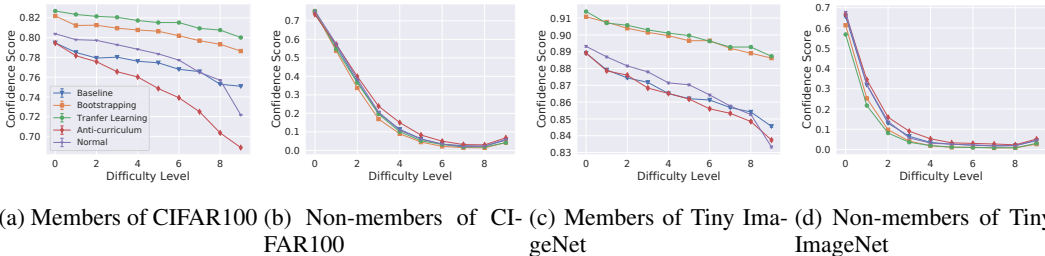 0.82
0.80
0.78
0.76
0.74
0.72
0.70
Confidence Score
0 2 4 6 8
Difficulty Level
Baseline
Bootstrapping
Tranfer Learning
Anti-curriculum
Normal
0.7
0.6
0.5
0.4
0.3
0.2
0.1
0.0
Confidence Score
0 2 4 6 8
Difficulty Level
0.91
0.90
0.89
0.88
0.87
0.86
0.85
0.84
0.83
Confidence Score
0 2 4 6 8
Difficulty Level
0.7
0.6
0.5
0.4
0.3
0.2
0.1
0.0
Confidence Score
0 2 4 6 8
Difficulty Level
(a) Members of CIFAR100
(b) Non-members of CI-
FAR100
(c) Members of Tiny Ima-
geNet
(d) Non-members of Tiny
ImageNet